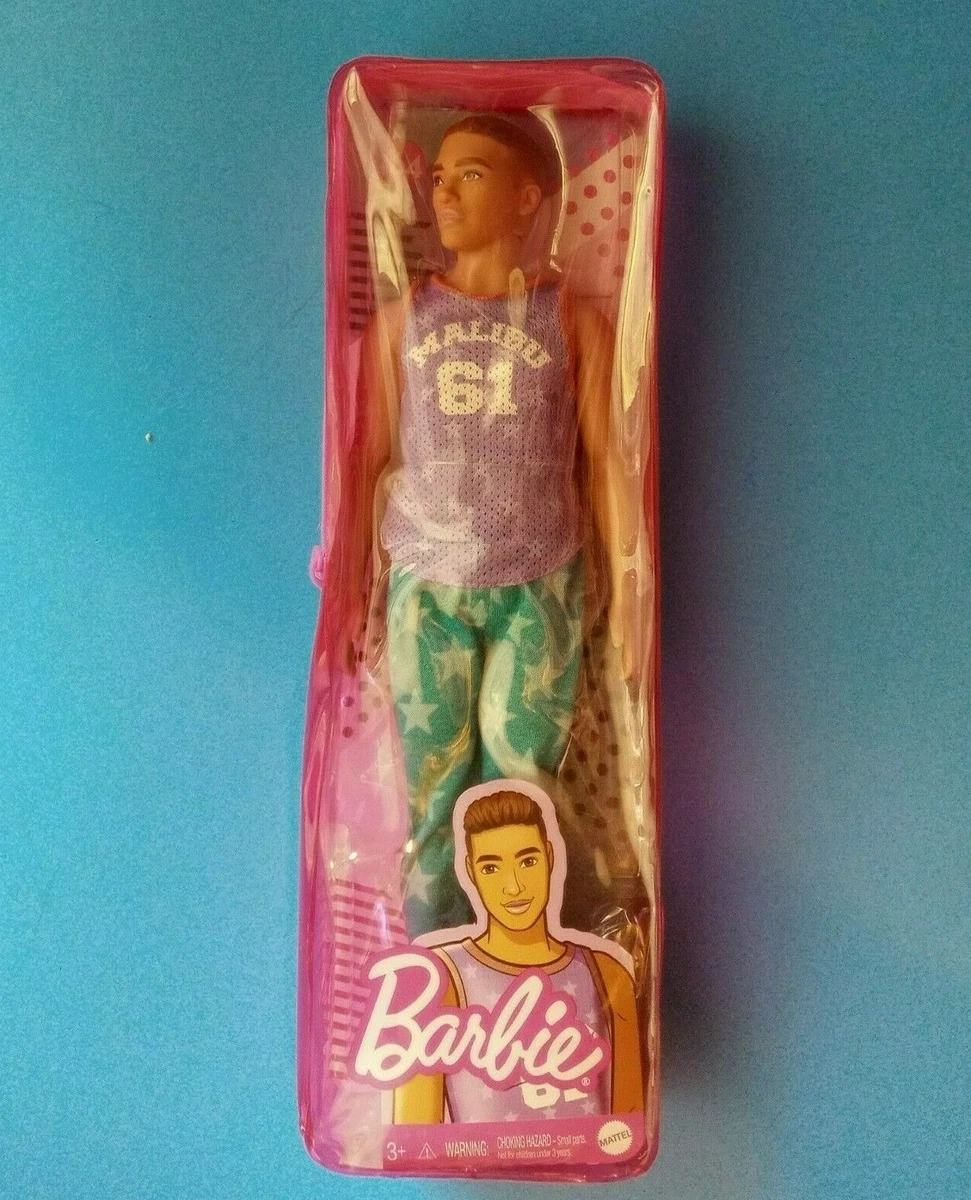 MALIBU
61
Barbie®
3+ WARNING: CHOKING HAZARD – Small parts.
Not for children under 3 years.
MATTEL